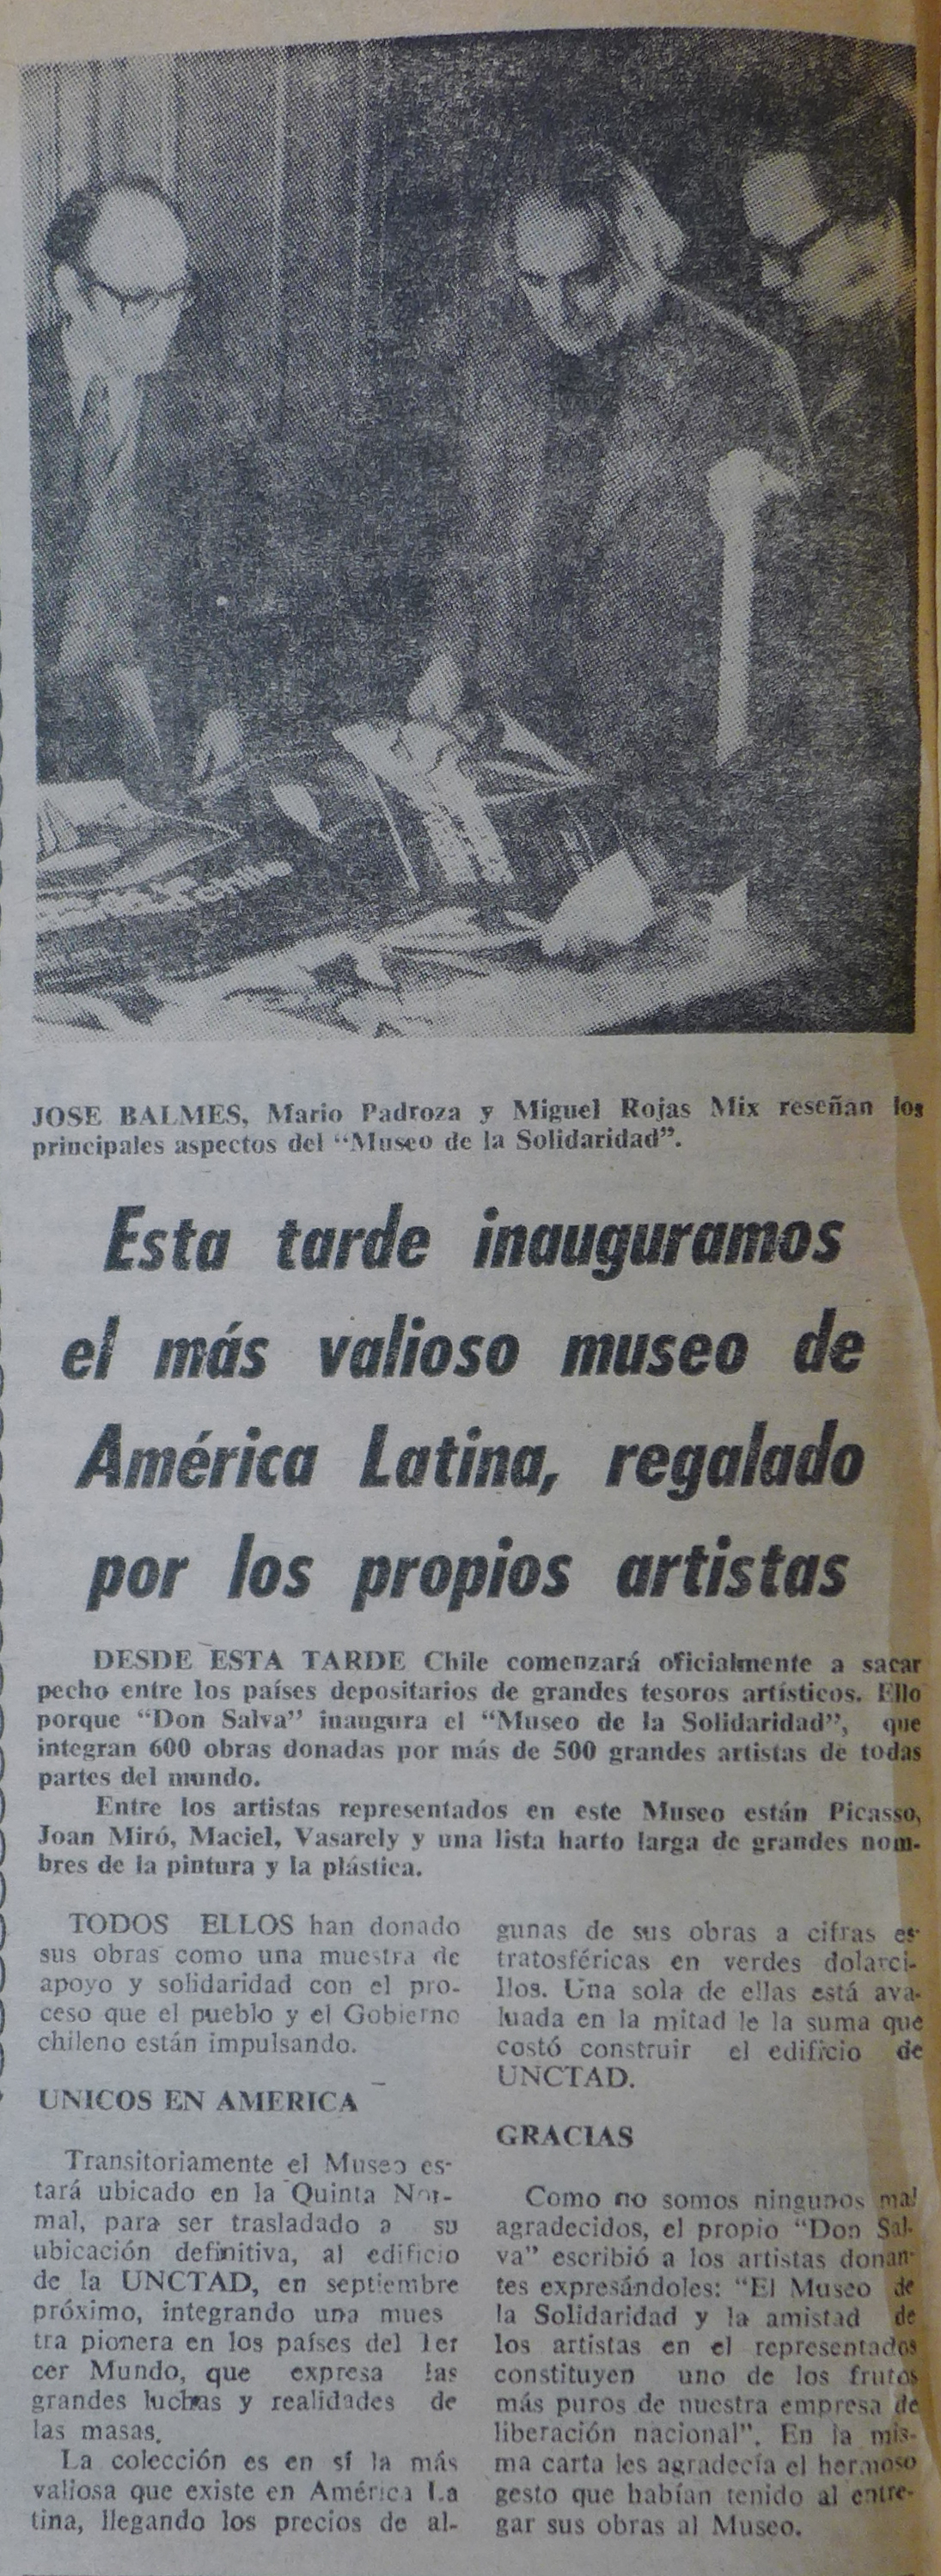 JOSE BALMES, Mario Padroza y Miguel Rojas Mix reseñan los
principales aspectos del “Museo de la Solidaridad”.
Esta tarde inauguramos
el más valioso museo de
América Latina, regalado
por los propios artistas
DESDE ESTA TARDE Chile comenzará oficialmente a sacar
pecho entre los países depositarios de grandes tesoros artísticos. Ello
porque “Don Salva” inaugura el “Museo de la Solidaridad”, que
integran 600 obras donadas por más de 500 grandes artistas de todas
partes del mundo.
Entre los artistas representados en este Museo están Picasso,
Joan Miró, Maciel, Vasarely y una lista harto larga de grandes nom-
bres de la pintura y la plástica.
TODOS ELLOS han donado
sus obras como una muestra de
apoyo y solidaridad con el pro-
ceso que el pueblo y el Gobierno
chileno están impulsando.
UNICOS EN AMERICA
Transitoriamente el Museo es-
tará ubicado en la Quinta Nor-
mal, para ser trasladado a su
ubicación definitiva, al edificio
de la UNCTAD, en septiembre
próximo, integrando una mues
tra pionera en los países del Ter
cer Mundo, que expresa las
grandes luchas y realidades de
las masas.
La colección es en sí la más
valiosa que existe en América La
tina, llegando los precios de al-
gunas de sus obras a cifras es-
tratosféricas en verdes dolarci-
llos. Una sola de ellas está ava-
luada en la mitad le la suma que
costó construir el edificio de
UNCTAD.
GRACIAS
Como no somos ningunos mal
agradecidos, el propio “Don Sal-
va” escribió a los artistas donan-
tes expresándoles: “El Museo de
la Solidaridad y la amistad de
los artistas en el representados
constituyen uno de los frutos
más puros de nuestra empresa de
liberación nacional”. En la mis-
ma carta les agradecía el hermoso
gesto que habían tenido al entre-
gar sus obras al Museo.